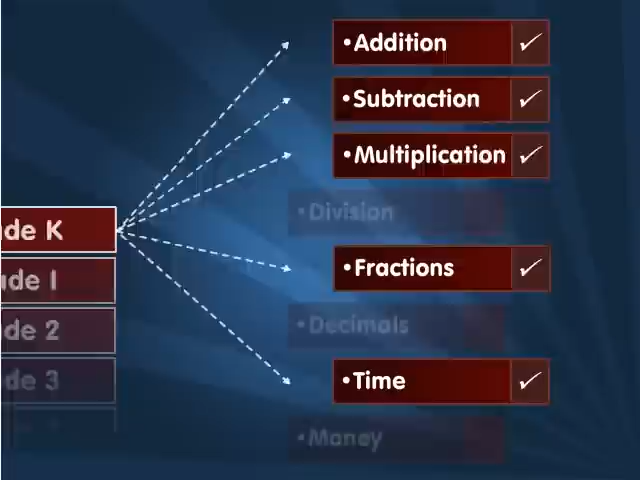 •Addition ✓
•Subtraction ✓
•Multiplication ✓
•Division
ade K
•Fractions ✓
ade 1
•Decimals
ade 2
•Time ✓
ade 3
•Money